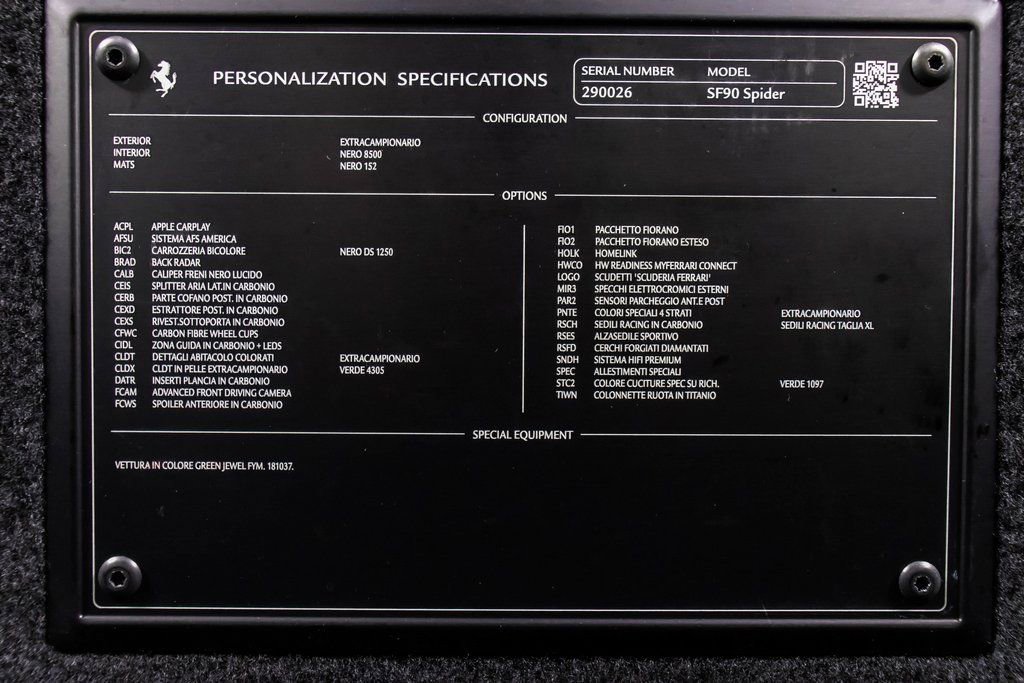 PERSONALIZATION SPECIFICATIONS
SERIAL NUMBER MODEL
290026 SF90 Spider
CONFIGURATION
EXTERIOR EXTRACAMPIONARIO
INTERIOR NERO 8500
MATS NERO 152
OPTIONS
ACPL APPLE CARPLAY
AFSU SISTEMA AFS AMERICA
BIC2 CARROZZERIA BICOLORE NERO DS 1250
BRAD BACK RADAR
CALB CALIPER FRENI NERO LUCIDO
CEIS SPLITTER ARIA LAT.IN CARBONIO
CERB PARTE COFANO POST. IN CARBONIO
CEXD ESTRATTORE POST. IN CARBONIO
CEXS RIVEST.SOTTOPORTA IN CARBONIO
CFWC CARBON FIBRE WHEEL CUPS
CIDL ZONA GUIDA IN CARBONIO + LEDS
CLDT DETTAGLI ABITACOLO COLORATI EXTRACAMPIONARIO
CLDX CLDT IN PELLE EXTRACAMPIONARIO VERDE 4305
DATR INSERTI PLANCIA IN CARBONIO
FCAM ADVANCED FRONT DRIVING CAMERA
FCWS SPOILER ANTERIORE IN CARBONIO
FIO1 PACCHETTO FIORANO
FIO2 PACCHETTO FIORANO ESTESO
HOLK HOMELINK
HWCO HW READINESS MYFERRARI CONNECT
LOGO SCUDETTI 'SCUDERIA FERRARI'
MIR3 SPECCHI ELETTROCROMICI ESTERNI
PAR2 SENSORI PARCHEGGIO ANT.E POST
PNTE COLORI SPECIALI 4 STRATI EXTRACAMPIONARIO
RSCH SEDILI RACING IN CARBONIO SEDILI RACING TAGLIA XL
RSES ALZASEDILE SPORTIVO
RSFD CERCHI FORGIATI DIAMANTATI
SNDH SISTEMA HIFI PREMIUM
SPEC ALLESTIMENTI SPECIALI
STC2 COLORE CUCITURE SPEC SU RICH. VERDE 1097
TIWN COLONNETTE RUOTA IN TITANIO
SPECIAL EQUIPMENT
VETTURA IN COLORE GREEN JEWEL FYM. 181037.